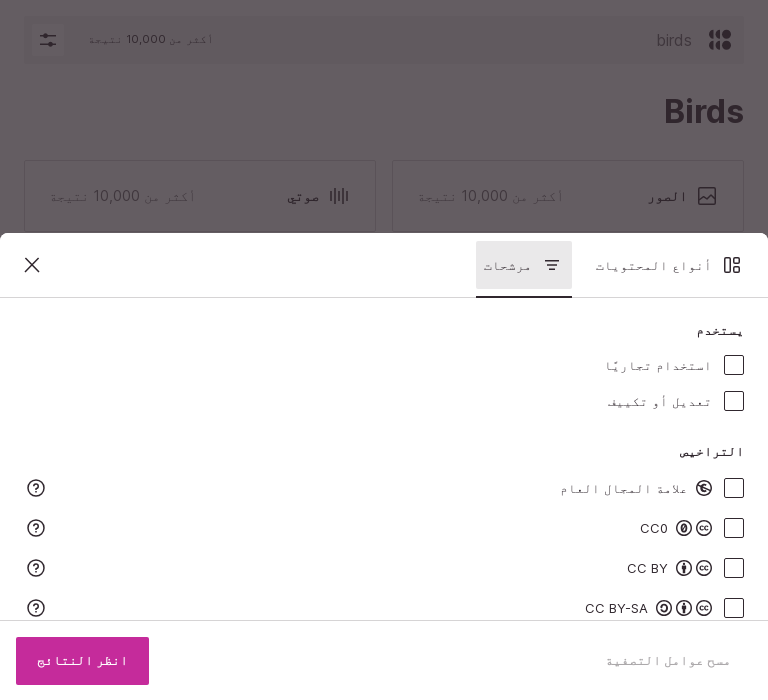 birds
أكثر من 10,000 نتيجة
Birds
الصور
أكثر من 10,000 نتيجة
صوتي
أكثر من 10,000 نتيجة
أنواع المحتويات
مرشحات
يستخدم
استخدام تجاريًا
تعديل أو تكييف
التراخيص
علامة المجال العام
CC0
CC BY
CC BY-SA
مسح عوامل التصفية
انظر النتائج